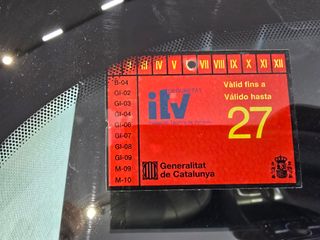 III IV V VII VIII IX X XI XII
B-04
GI-02
GI-03
GI-04
GI-06
GI-07
GI-08
GI-09
M-09
M-10
itv
Vàlid fins a
Válido hasta
27
Generalitat
de Catalunya